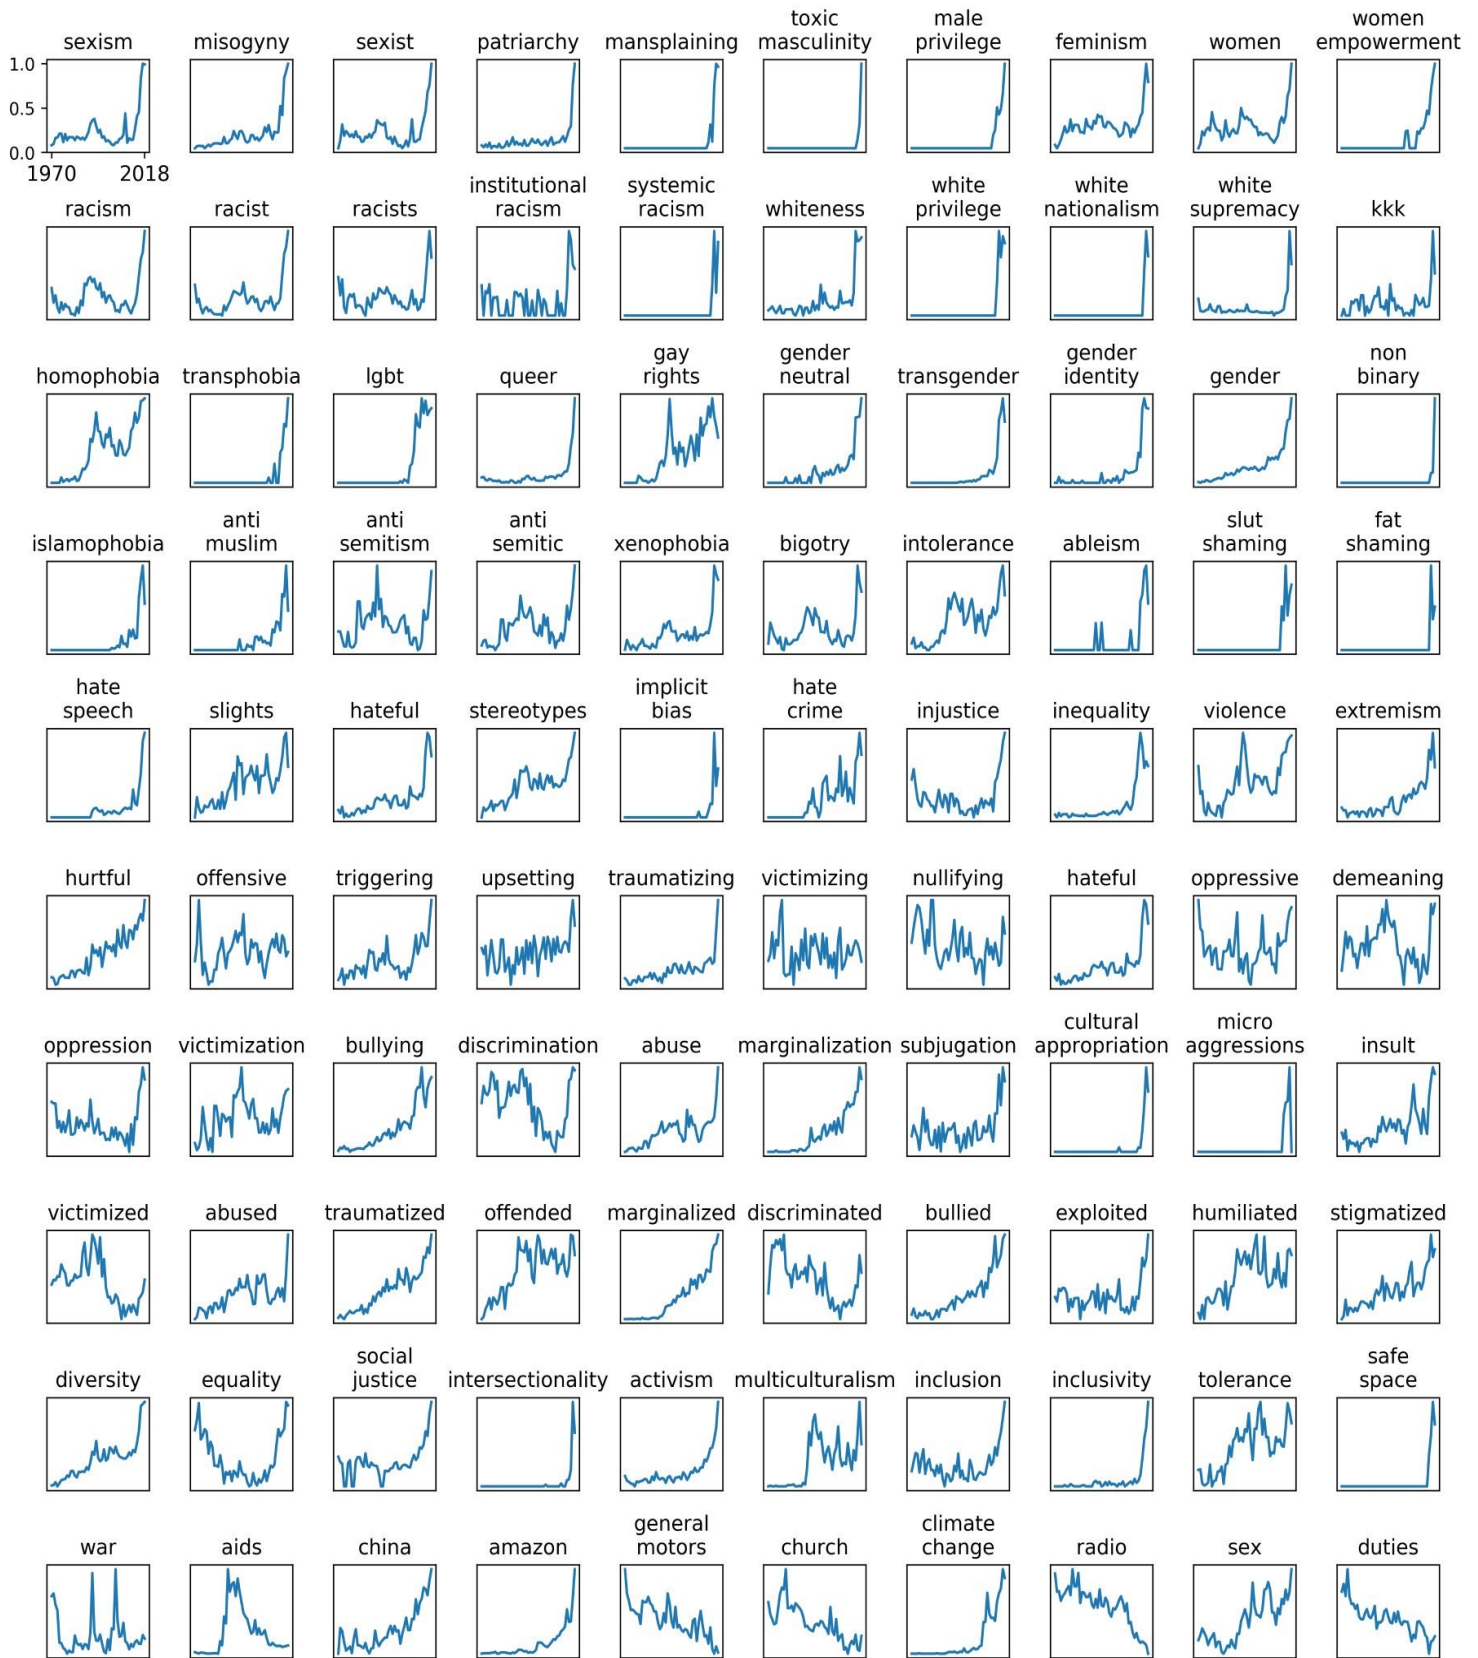 toxic male women
sexism misogyny sexist patriarchy mansplaining masculinity privilege feminism women empowerment
1.0
0.5
0.0
1970 2018
institutional systemic white white white
racism racist racists racism racism whiteness privilege nationalism supremacy kkk
gay gender gender non
homophobia transphobia lgbt queer rights neutral transgender identity gender binary
anti anti anti slut fat
islamophobia muslim semitism semitic xenophobia bigotry intolerance ableism shaming shaming
hate implicit hate
speech slights hateful stereotypes bias crime injustice inequality violence extremism
hurtful offensive triggering upsetting traumatizing victimizing nullifying hateful oppressive demeaning
cultural micro
oppression victimization bullying discrimination abuse marginalization subjugation appropriation aggressions insult
victimized abused traumatized offended marginalized discriminated bullied exploited humiliated stigmatized
social safe
diversity equality justice intersectionality activism multiculturalism inclusion inclusivity tolerance space
general climate
war aids china amazon motors church change radio sex duties